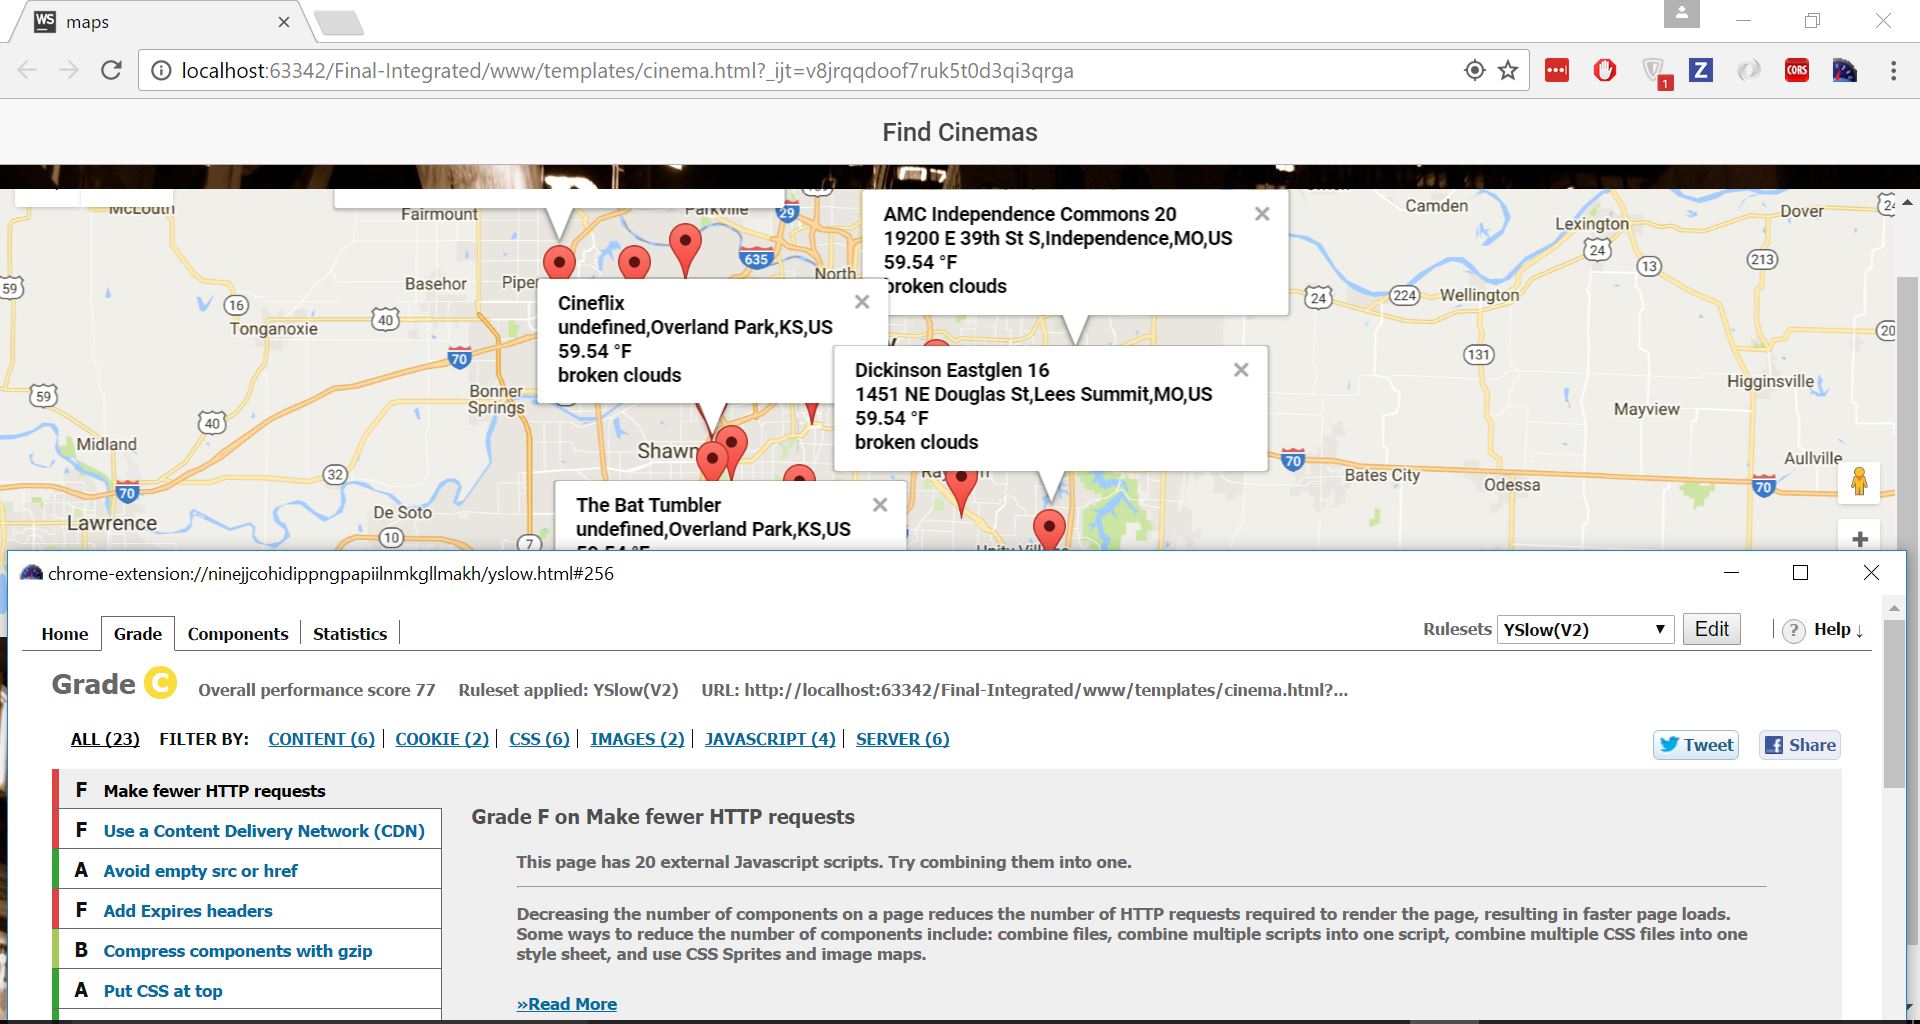 WS maps
localhost:63342/Final-Integrated/www/templates/cinema.html?_ijt=v8jrqqdoof7ruk5t0d3qi3qrga
1
Z
CORS
Find Cinemas
McLouth
Fairmount
Parkville
29
AMC Independence Commons 20
19200 E 39th St S,Independence,MO,US
59.54 °F
broken clouds
Camden
Lexington
Dover
24
13
213
635
North
Basehor
Piper
59
16
40
Tonganoxie
70
24
224
Wellington
20
131
Cineflix
undefined,Overland Park,KS,US
59.54 °F
broken clouds
Dickinson Eastglen 16
1451 NE Douglas St,Lees Summit,MO,US
59.54 °F
broken clouds
Bonner
Springs
59
40
Higginsville
Mayview
Midland
Shawn
32
70
70
Bates City
Aullville
Odessa
70
Lawrence
De Soto
10
7
The Bat Tumbler
undefined,Overland Park,KS,US
59.54 °F
Unity Village
chrome-extension://ninejjcohidippngpapiilnmkgllmakh/yslow.html#256
Home Grade Components Statistics
Rulesets YSlow(V2) Edit ? Help ↓
Grade C Overall performance score 77 Ruleset applied: YSlow(V2) URL: http://localhost:63342/Final-Integrated/www/templates/cinema.html?...
ALL (23) FILTER BY: CONTENT (6) COOKIE (2) CSS (6) IMAGES (2) JAVASCRIPT (4) SERVER (6)
Tweet Share
F Make fewer HTTP requests
F Use a Content Delivery Network (CDN)
A Avoid empty src or href
F Add Expires headers
B Compress components with gzip
A Put CSS at top
Grade F on Make fewer HTTP requests
This page has 20 external Javascript scripts. Try combining them into one.
Decreasing the number of components on a page reduces the number of HTTP requests required to render the page, resulting in faster page loads.
Some ways to reduce the number of components include: combine files, combine multiple scripts into one script, combine multiple CSS files into one
style sheet, and use CSS Sprites and image maps.
»Read More